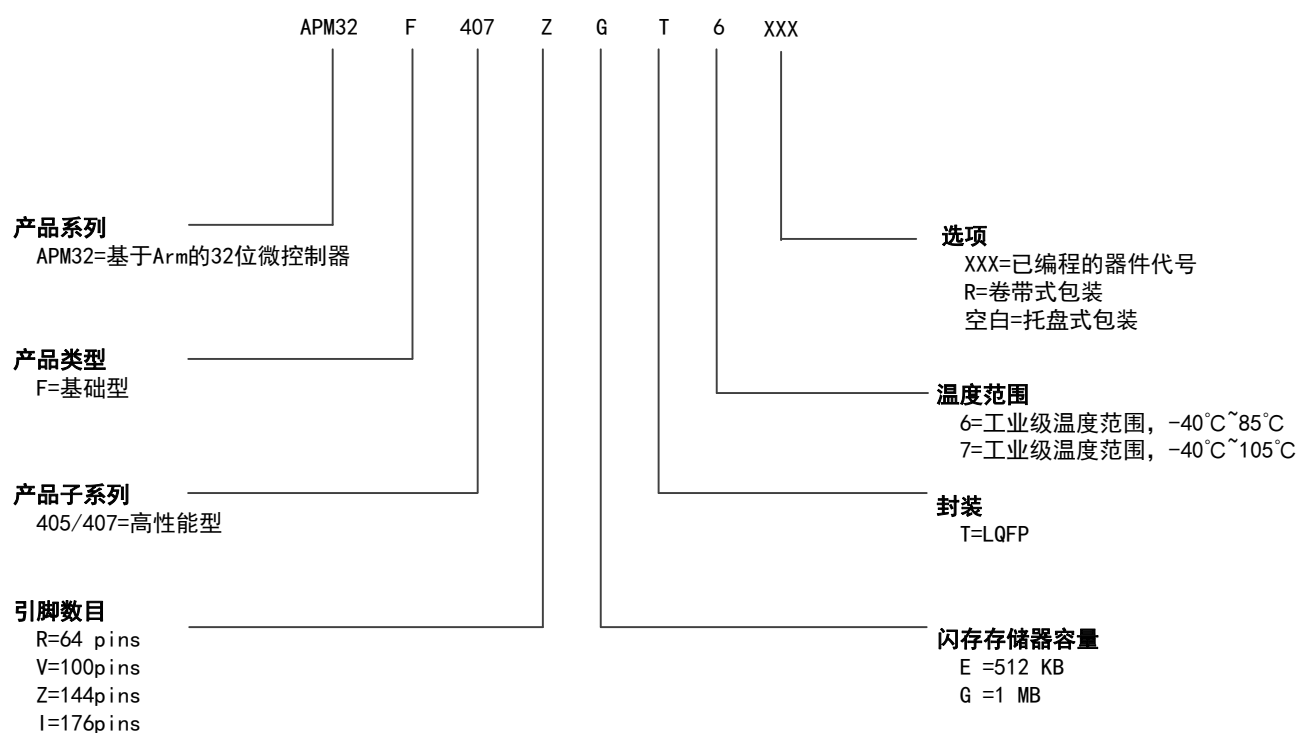 APM32 F 407 Z G T 6 XXX
产品系列
APM32=基于Arm的32位微控制器
产品类型
F=基础型
产品子系列
405/407=高性能型
引脚数目
R=64 pins
V=100pins
Z=144pins
I=176pins
选项
XXX=已编程的器件代号
R=卷带式包装
空白=托盘式包装
温度范围
6=工业级温度范围，-40℃~85℃
7=工业级温度范围，-40℃~105℃
封装
T=LQFP
闪存存储器容量
E =512 KB
G =1 MB